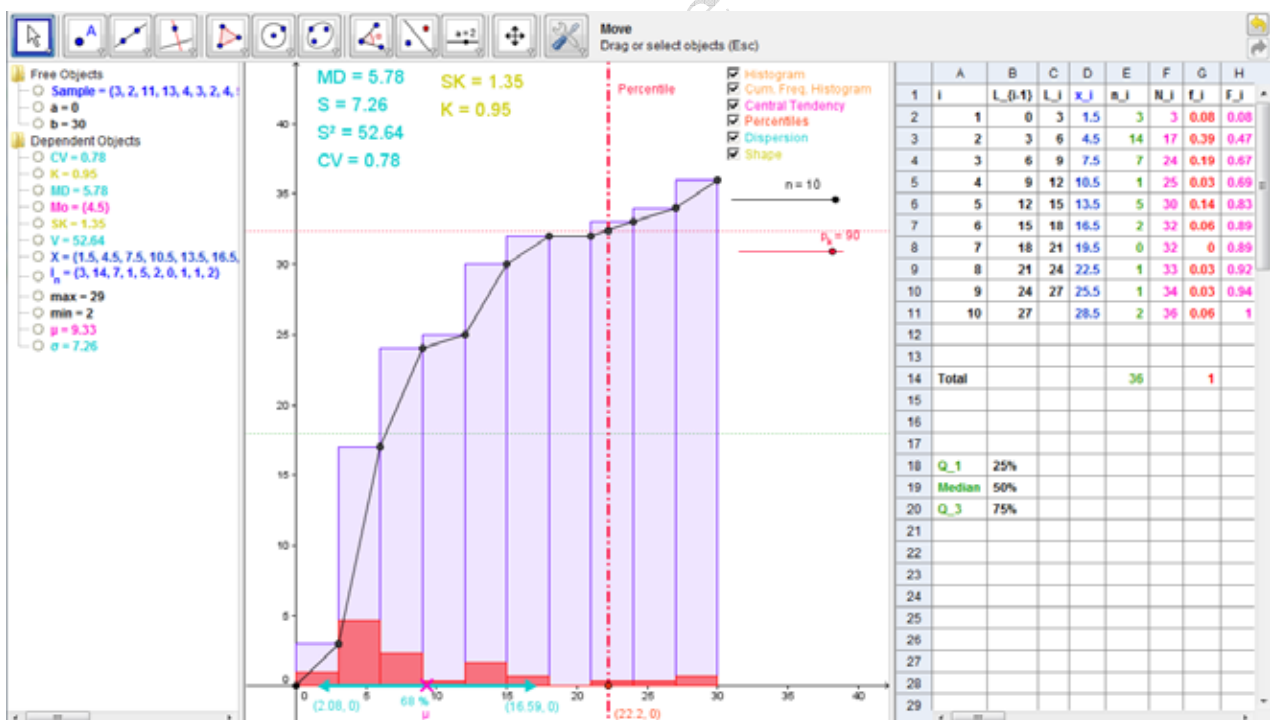 Move
Drag or select objects (Esc)
a=2
A
Free Objects
Sample = {3, 2, 11, 13, 4, 3, 2, 4,
a = 0
b = 30
Dependent Objects
CV = 0.78
K = 0.95
MD = 5.78
Mo = {4.5}
SK = 1.35
V = 52.64
X = {1.5, 4.5, 7.5, 10.5, 13.5, 16.5,
I_n = {3, 14, 7, 1, 5, 2, 0, 1, 1, 2}
max = 29
min = 2
μ = 9.33
σ = 7.26
MD = 5.78
S = 7.26
S² = 52.64
CV = 0.78
SK = 1.35
K = 0.95
Percentile
Histogram
Cum. Freq. Histogram
Central Tendency
Percentiles
Dispersion
Shape
n = 10
p_k = 90
40
35
30
25
20
15
10
5
0
0 5 10 15 25 30 35 40
(2.08, 0) 68 % μ (16.59, 0) (22.2, 0)
A B C D E F G H
1 i L_{i-1} L_i x_i n_i N_i f_i F_i
2 1 0 3 1.5 3 3 0.08 0.08
3 2 3 6 4.5 14 17 0.39 0.47
4 3 6 9 7.5 7 24 0.19 0.67
5 4 9 12 10.5 1 25 0.03 0.69
6 5 12 15 13.5 5 30 0.14 0.83
7 6 15 18 16.5 2 32 0.06 0.89
8 7 18 21 19.5 0 32 0 0.89
9 8 21 24 22.5 1 33 0.03 0.92
10 9 24 27 25.5 1 34 0.03 0.94
11 10 27 28.5 2 36 0.06 1
12
13
14 Total 36 1
15
16
17
18 Q_1 25%
19 Median 50%
20 Q_3 75%
21
22
23
24
25
26
27
28
29